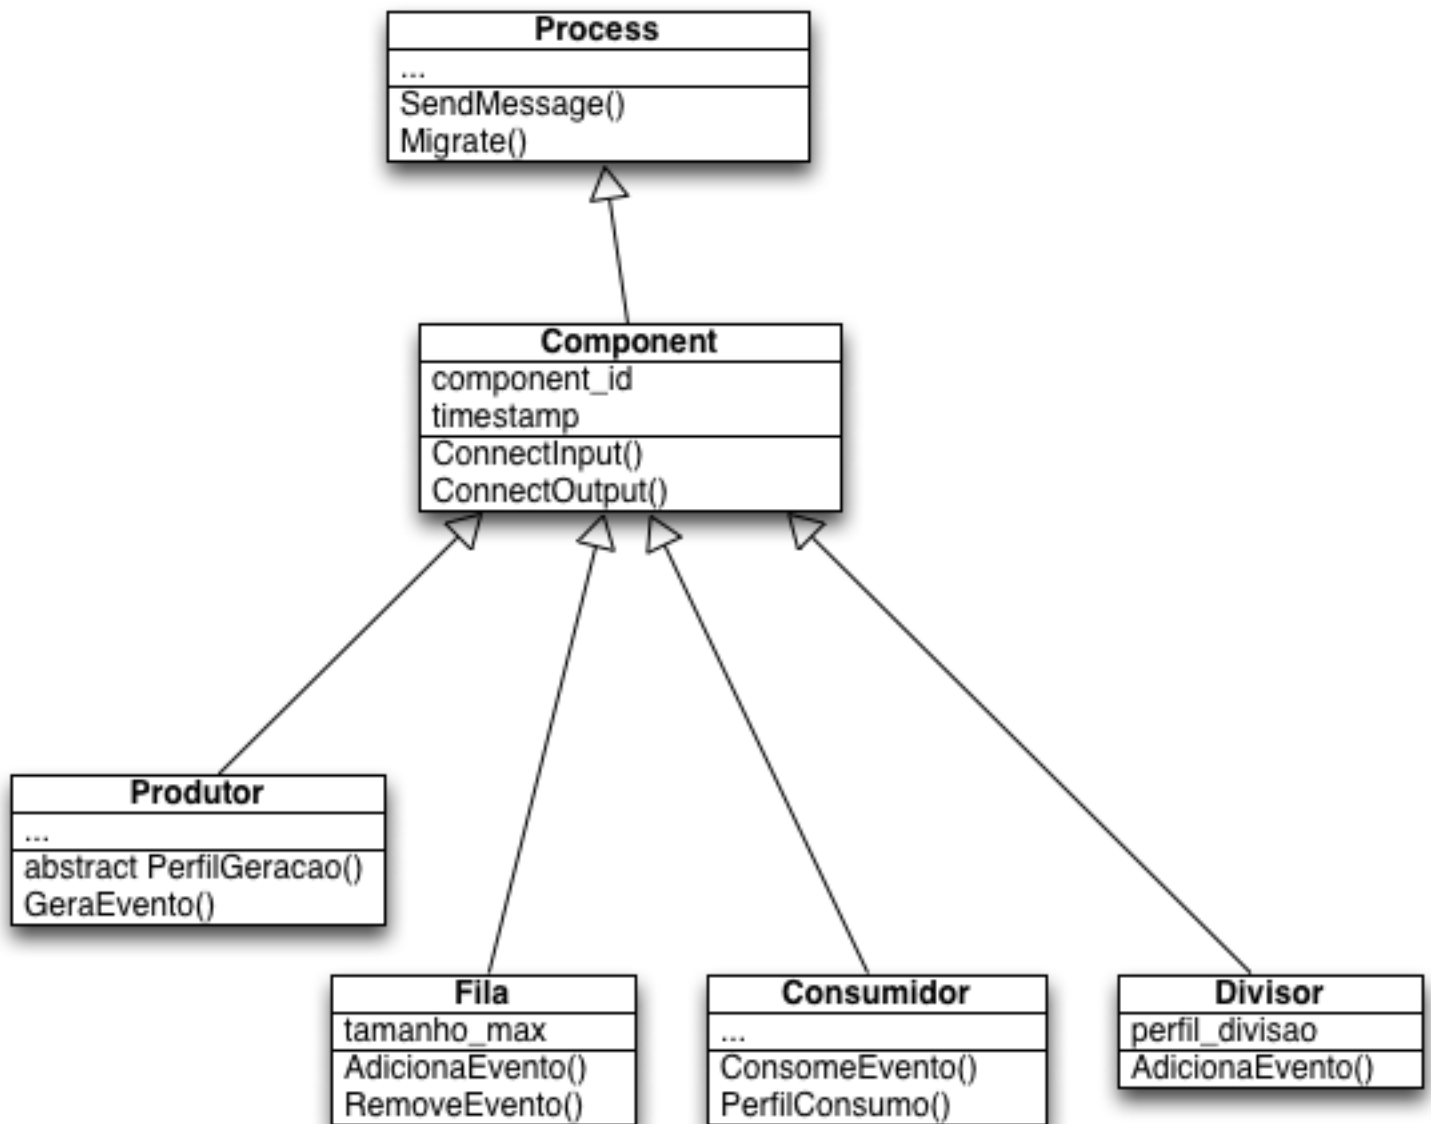 Process
...
SendMessage()
Migrate()
Component
component_id
timestamp
ConnectInput()
ConnectOutput()
Produtor
...
abstract PerfilGeracao()
GeraEvento()
Fila
tamanho_max
AdicionaEvento()
RemoveEvento()
Consumidor
...
ConsomeEvento()
PerfilConsumo()
Divisor
perfil_divisao
AdicionaEvento()